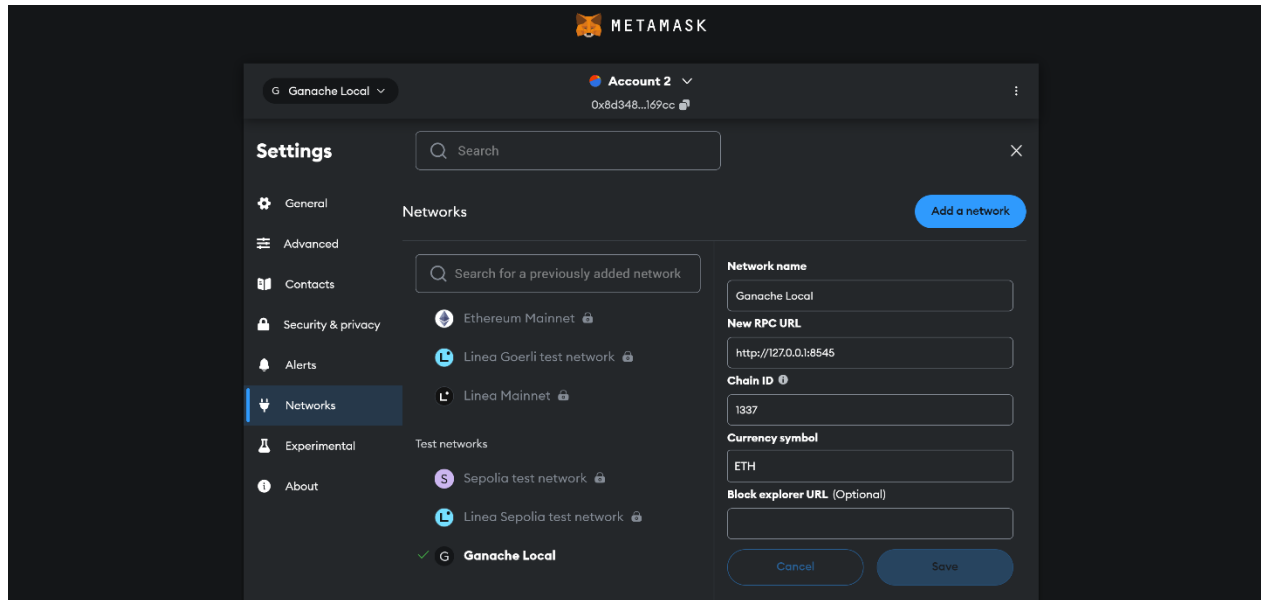 METAMASK
G Ganache Local
Account 2
0x8d348...169cc
Settings
Search
General
Advanced
Contacts
Security & privacy
Alerts
Networks
Experimental
About
Networks
Add a network
Search for a previously added network
Ethereum Mainnet
Linea Goerli test network
Linea Mainnet
Test networks
S Sepolia test network
Linea Sepolia test network
G Ganache Local
Network name
Ganache Local
New RPC URL
http://127.0.0.1:8545
Chain ID
1337
Currency symbol
ETH
Block explorer URL (Optional)
Cancel
Save